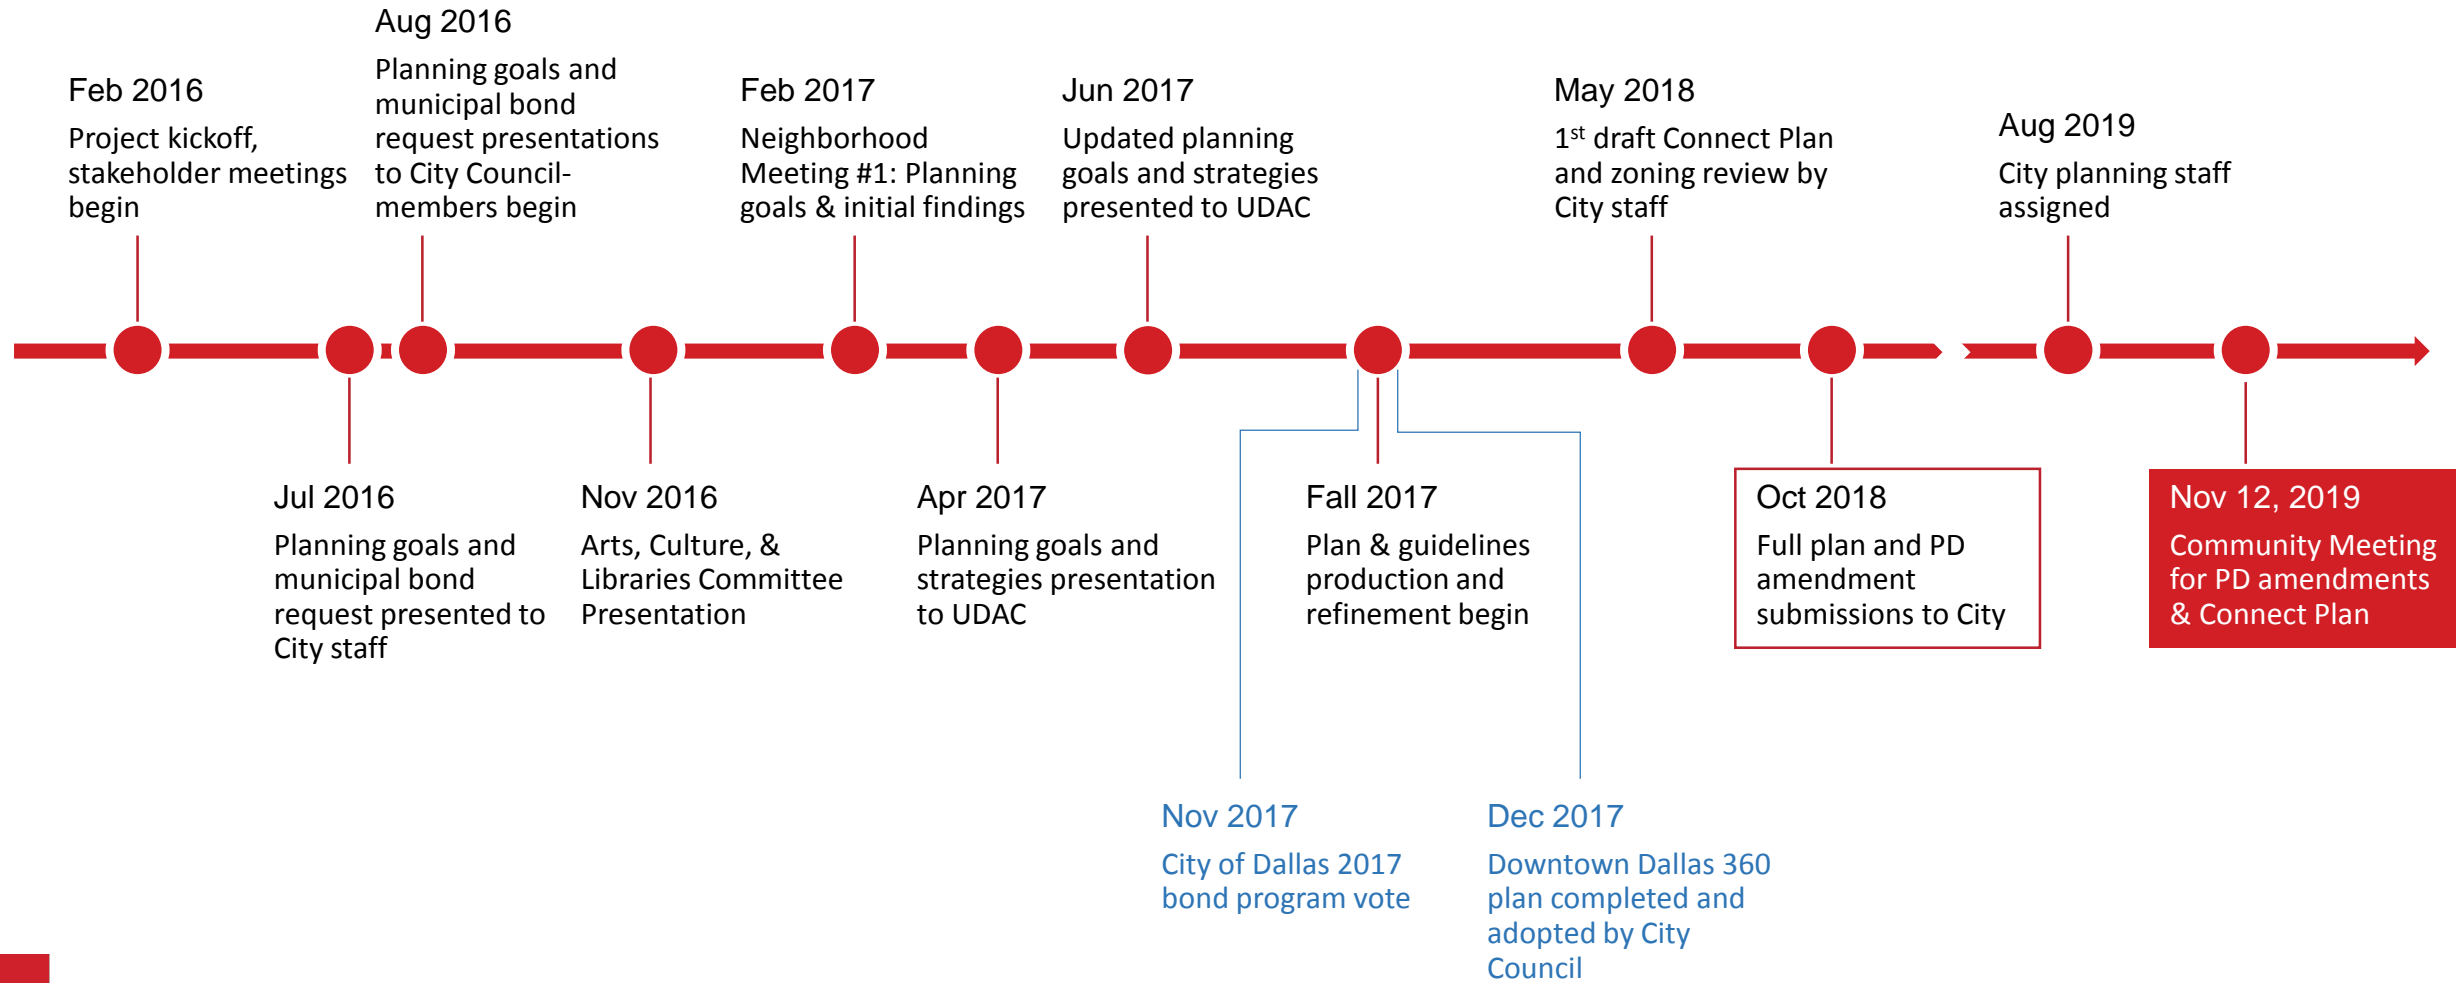 Feb 2016
Project kickoff,
stakeholder meetings
begin
Jul 2016
Planning goals and
municipal bond
request presented to
City staff
Aug 2016
Planning goals and
municipal bond
request presentations
to City Council-
members begin
Nov 2016
Arts, Culture, &
Libraries Committee
Presentation
Feb 2017
Neighborhood
Meeting #1: Planning
goals & initial findings
Apr 2017
Planning goals and
strategies presentation
to UDAC
Jun 2017
Updated planning
goals and strategies
presented to UDAC
Fall 2017
Plan & guidelines
production and
refinement begin
Nov 2017
City of Dallas 2017
bond program vote
Dec 2017
Downtown Dallas 360
plan completed and
adopted by City
Council
May 2018
1st draft Connect Plan
and zoning review by
City staff
Oct 2018
Full plan and PD
amendment
submissions to City
Aug 2019
City planning staff
assigned
Nov 12, 2019
Community Meeting
for PD amendments
& Connect Plan